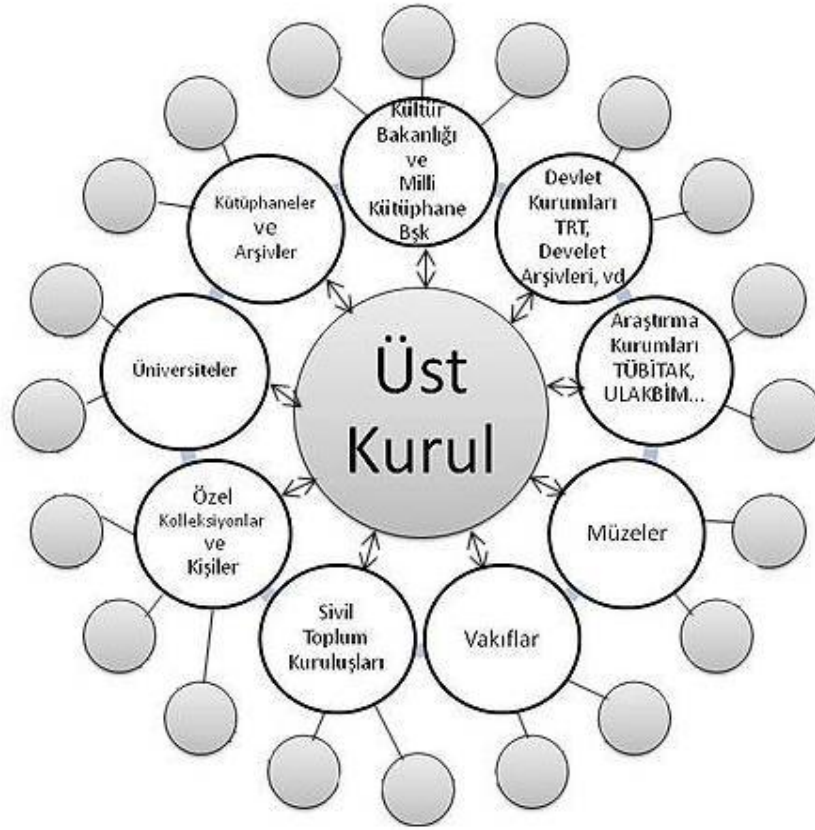 Üst
Kurul
Kültür
Bakanlığı
ve
Milli
Kütüphane
Bşk
Devlet
Kurumları
TRT,
Develet
Arşivleri, vd
Araştırma
Kurumları
TÜBİTAK,
ULAKBİM...
Müzeler
Vakıflar
Sivil
Toplum
Kuruluşları
Özel
Kolleksiyonlar
ve
Kişiler
Üniversiteler
Kütüphaneler
ve
Arşivler